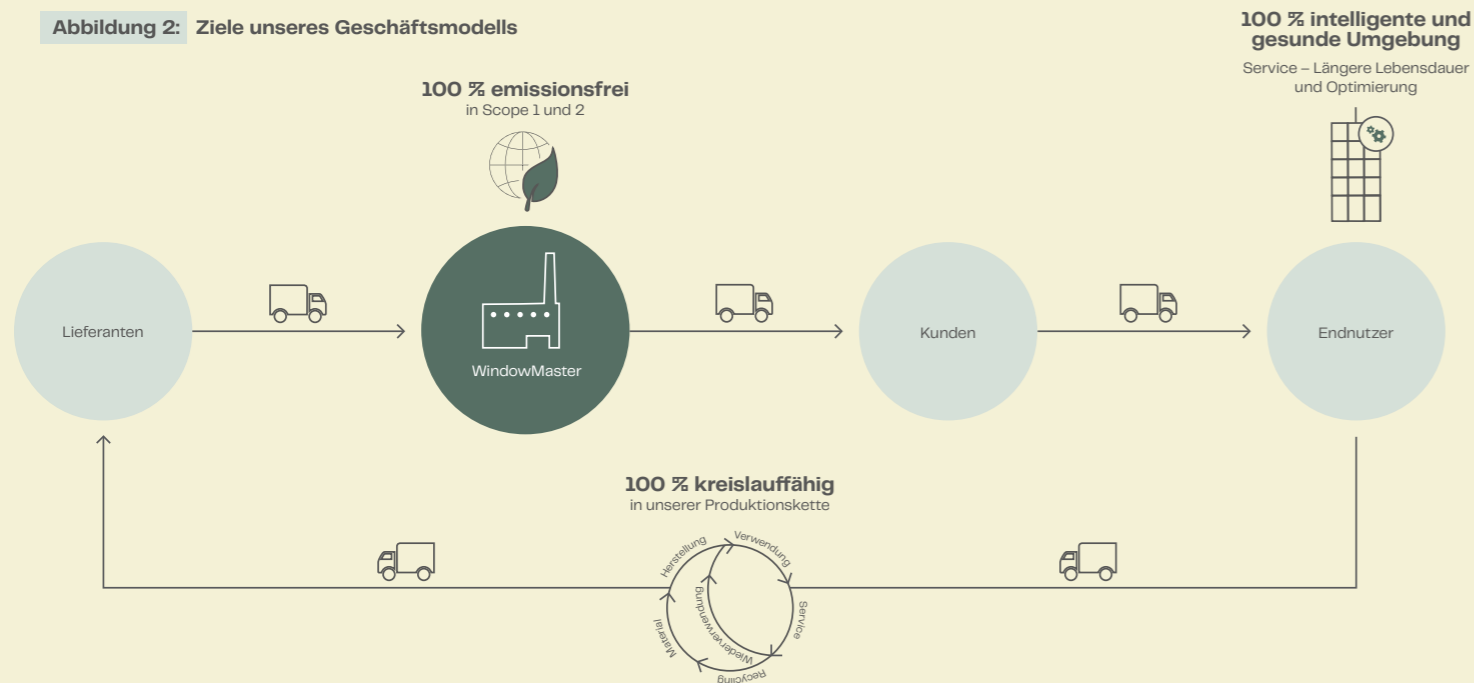 Abbildung 2: Ziele unseres Geschäftsmodells
100 % intelligente und
gesunde Umgebung
Service – Längere Lebensdauer
und Optimierung
100 % emissionsfrei
in Scope 1 und 2
Lieferanten
WindowMaster
Kunden
Endnutzer
100 % kreislauffähig
in unserer Produktionskette
Herstellung
Verwendung
Service
Recycling
Material
Wiederverwendung